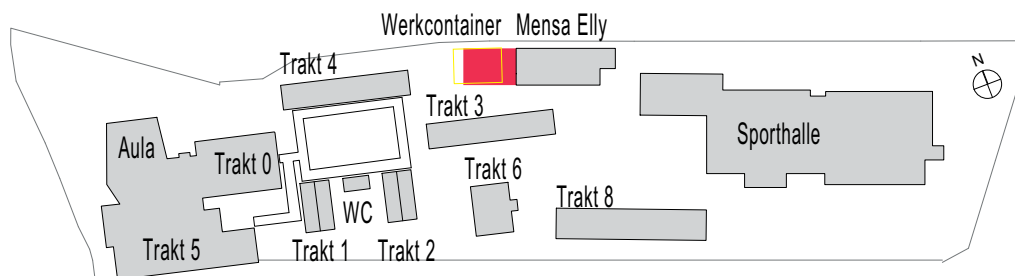 Werkcontainer Mensa Elly
Trakt 4
N
Trakt 3
Sporthalle
Aula
Trakt 0
Trakt 6
Trakt 8
WC
Trakt 5
Trakt 1
Trakt 2